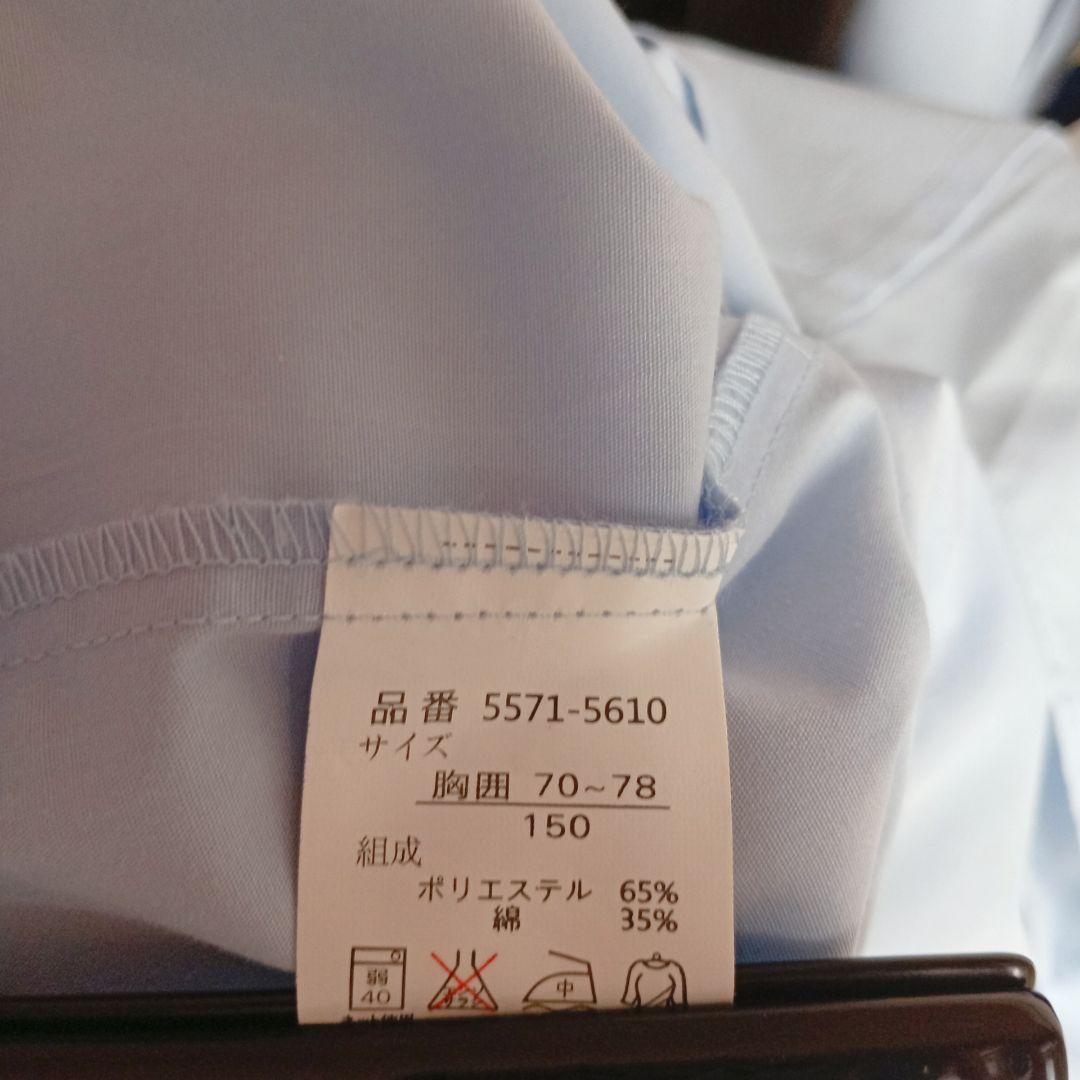 品番 5571-5610
サイズ
胸囲 70~78
150
組成
ポリエステル 65%
綿 35%
弱 40 中